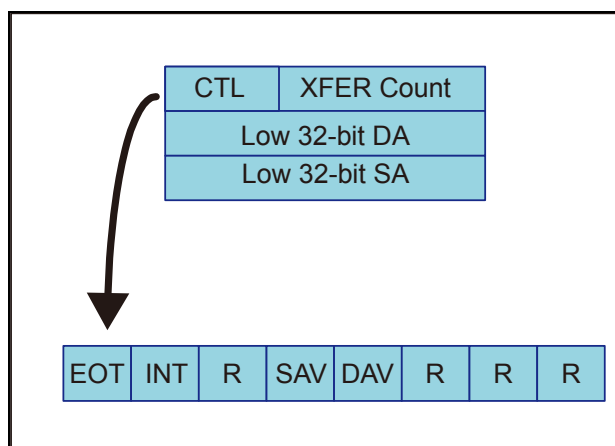 CTL XFER Count
Low 32-bit DA
Low 32-bit SA
EOT INT R SAV DAV R R R